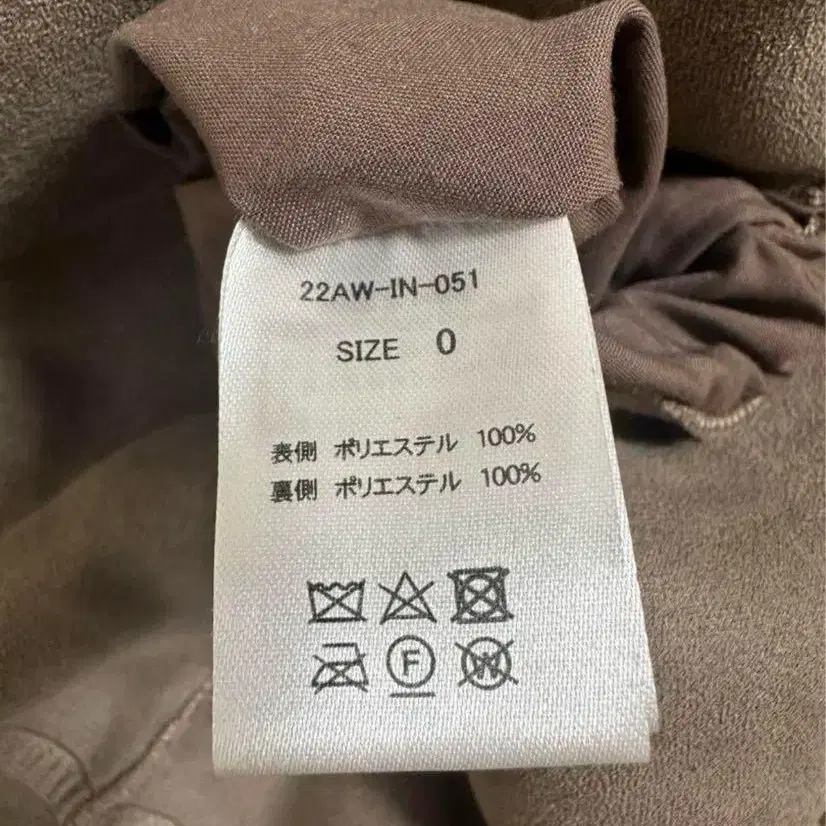 22AW-IN-051
SIZE 0
表側 ポリエステル 100%
裏側 ポリエステル 100%
F W